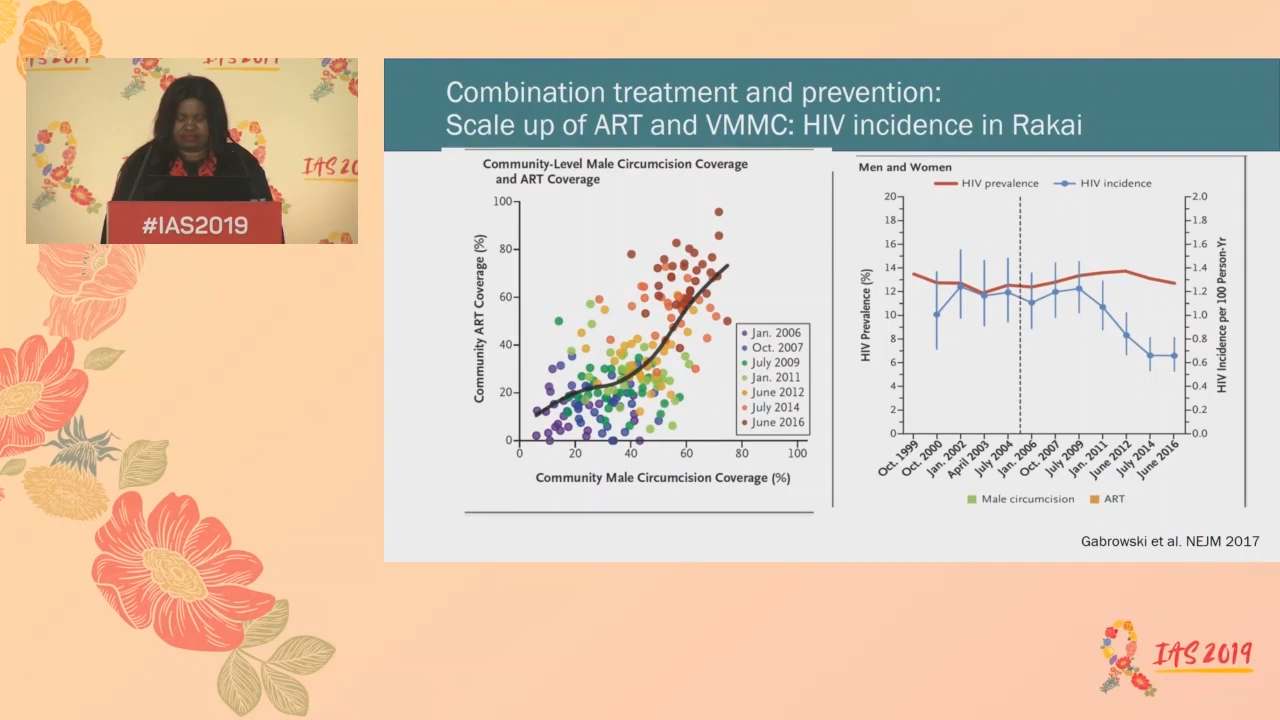 IAS 2019
IAS 2019
IAS 20
#IAS2019
Combination treatment and prevention:
Scale up of ART and VMMC: HIV incidence in Rakai
Community-Level Male Circumcision Coverage
and ART Coverage
Community ART Coverage (%)
100
80
60
40
20
0
0 20 40 60 80 100
Community Male Circumcision Coverage (%)
Jan. 2006
Oct. 2007
July 2009
Jan. 2011
June 2012
July 2014
June 2016
Men and Women
HIV prevalence HIV incidence
HIV Prevalence (%)
20
18
16
14
12
10
8
6
4
2
0
2.0
1.8
1.6
1.4
1.2
1.0
0.8
0.6
0.4
0.2
0.0
HIV Incidence per 100 Person-Yr
Oct. 1999
Oct. 2000
Jan. 2002
April 2003
July 2004
Jan. 2006
Oct. 2007
July 2009
Jan. 2011
June 2012
July 2014
June 2016
Male circumcision ART
Gabrowski et al. NEJM 2017
IAS 2019